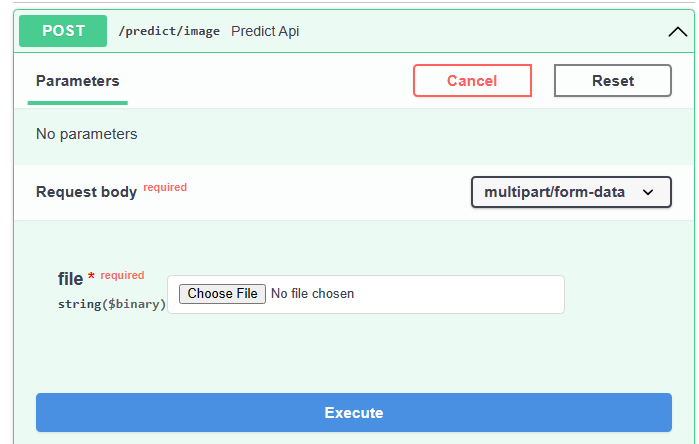 POST /predict/image Predict Api
Parameters Cancel Reset
No parameters
Request body required multipart/form-data
file * required
string($binary) Choose File No file chosen
Execute